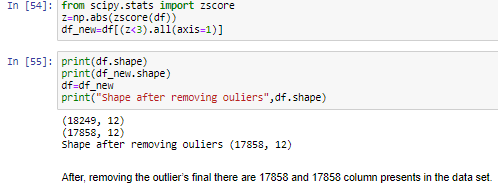 In [54]: from scipy.stats import zscore
z=np.abs(zscore(df))
df_new=df[(z<3).all(axis=1)]
In [55]: print(df.shape)
print(df_new.shape)
df=df_new
print("Shape after removing ouliers",df.shape)
(18249, 12)
(17858, 12)
Shape after removing ouliers (17858, 12)
After, removing the outlier's final there are 17858 and 17858 column presents in the data set.